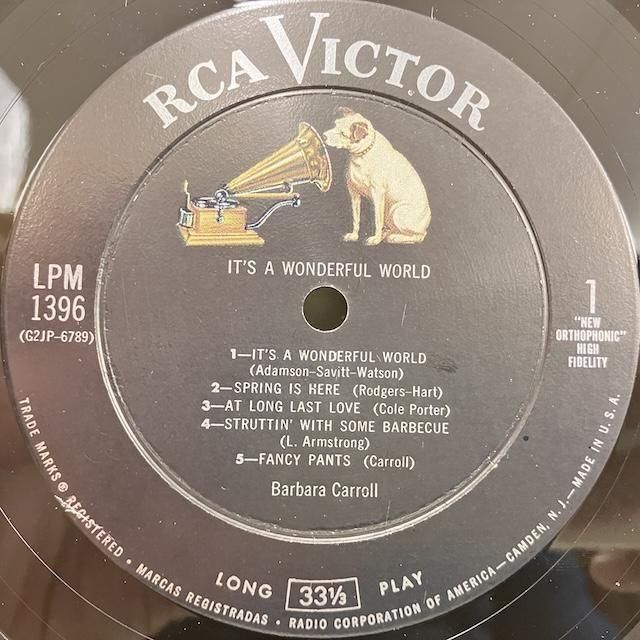 RCA VICTOR
IT'S A WONDERFUL WORLD
LPM
1396
(G2JP-6789)
1
"NEW
ORTHOPHONIC"
HIGH
FIDELITY
1—IT'S A WONDERFUL WORLD
(Adamson-Savitt-Watson)
2—SPRING IS HERE (Rodgers-Hart)
3—AT LONG LAST LOVE (Cole Porter)
4—STRUTTIN' WITH SOME BARBECUE
(L. Armstrong)
5—FANCY PANTS (Carroll)
Barbara Carroll
LONG 33⅓ PLAY
TRADE MARKS ® REGISTERED • MARCAS REGISTRADAS • RADIO CORPORATION OF AMERICA—CAMDEN, N. J.—MADE IN U. S. A.